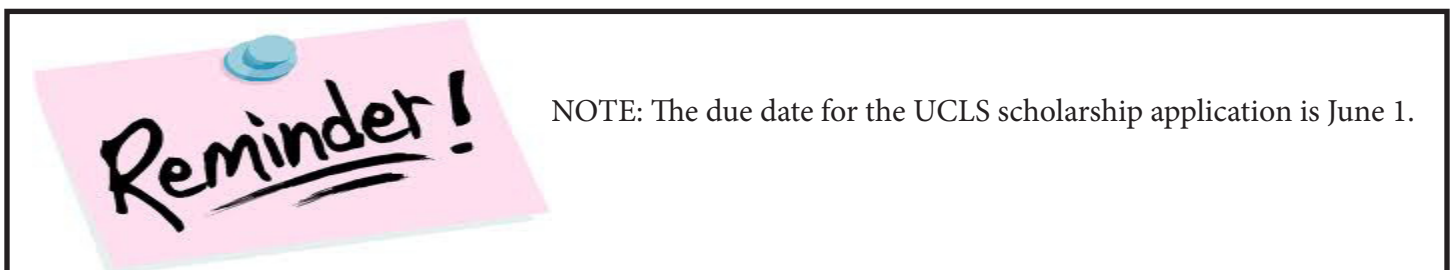 Reminder!
NOTE: The due date for the UCLS scholarship application is June 1.